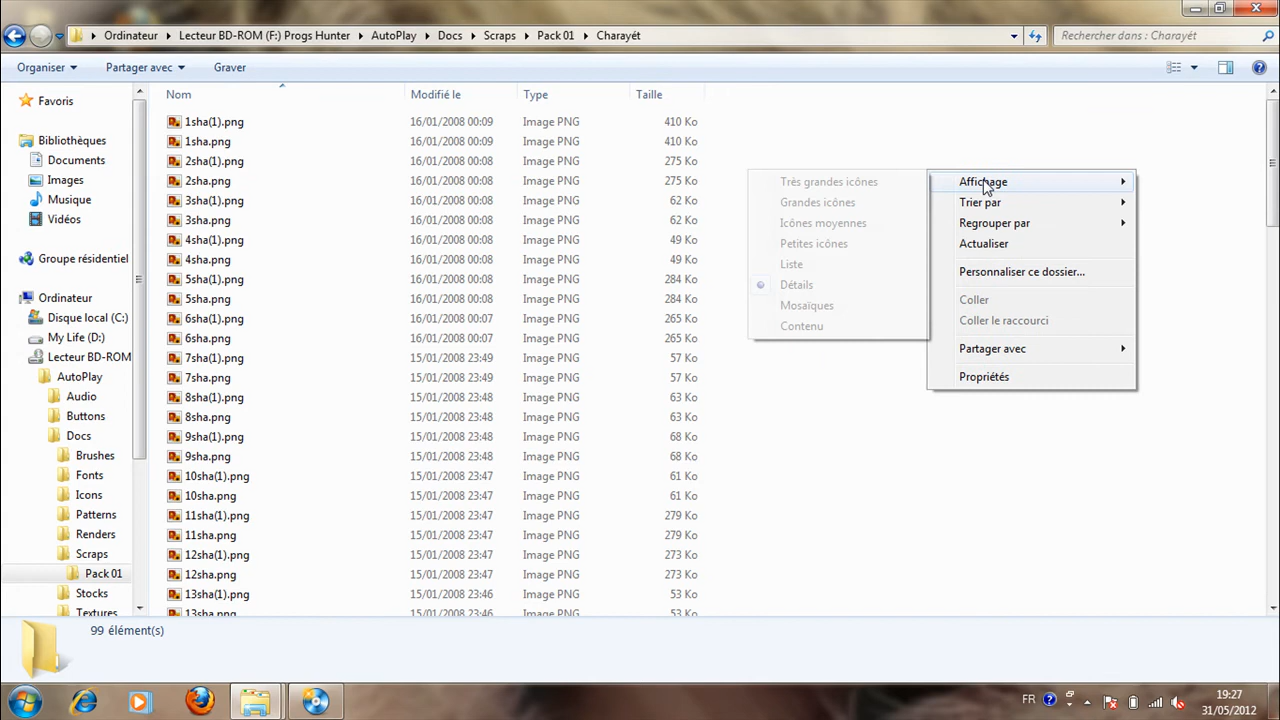 Ordinateur Lecteur BD-ROM (F:) Progs Hunter AutoPlay Docs Scraps Pack 01 Charayét
Rechercher dans : Charayét
Organiser Partager avec Graver
Nom Modifié le Type Taille
Favoris
Bibliothèques
Documents
Images
Musique
Vidéos
Groupe résidentiel
Ordinateur
Disque local (C:)
My Life (D:)
Lecteur BD-ROM
AutoPlay
Audio
Buttons
Docs
Brushes
Fonts
Icons
Patterns
Renders
Scraps
Pack 01
Stocks
Textures
1sha(1).png 16/01/2008 00:09 Image PNG 410 Ko
1sha.png 16/01/2008 00:09 Image PNG 410 Ko
2sha(1).png 16/01/2008 00:08 Image PNG 275 Ko
2sha.png 16/01/2008 00:08 Image PNG 275 Ko
3sha(1).png 16/01/2008 00:08 Image PNG 62 Ko
3sha.png 16/01/2008 00:08 Image PNG 62 Ko
4sha(1).png 16/01/2008 00:08 Image PNG 49 Ko
4sha.png 16/01/2008 00:08 Image PNG 49 Ko
5sha(1).png 16/01/2008 00:08 Image PNG 284 Ko
5sha.png 16/01/2008 00:08 Image PNG 284 Ko
6sha(1).png 16/01/2008 00:07 Image PNG 265 Ko
6sha.png 16/01/2008 00:07 Image PNG 265 Ko
7sha(1).png 15/01/2008 23:49 Image PNG 57 Ko
7sha.png 15/01/2008 23:49 Image PNG 57 Ko
8sha(1).png 15/01/2008 23:48 Image PNG 63 Ko
8sha.png 15/01/2008 23:48 Image PNG 63 Ko
9sha(1).png 15/01/2008 23:48 Image PNG 68 Ko
9sha.png 15/01/2008 23:48 Image PNG 68 Ko
10sha(1).png 15/01/2008 23:47 Image PNG 61 Ko
10sha.png 15/01/2008 23:47 Image PNG 61 Ko
11sha(1).png 15/01/2008 23:47 Image PNG 279 Ko
11sha.png 15/01/2008 23:47 Image PNG 279 Ko
12sha(1).png 15/01/2008 23:47 Image PNG 273 Ko
12sha.png 15/01/2008 23:47 Image PNG 273 Ko
13sha(1).png 15/01/2008 23:46 Image PNG 53 Ko
13sha.png 15/01/2008 23:46 Image PNG 53 Ko
Très grandes icônes
Grandes icônes
Icônes moyennes
Petites icônes
Liste
Détails
Mosaïques
Contenu
Affichage
Trier par
Regrouper par
Actualiser
Personnaliser ce dossier...
Coller
Coller le raccourci
Partager avec
Propriétés
99 élément(s)
FR
19:27
31/05/2012